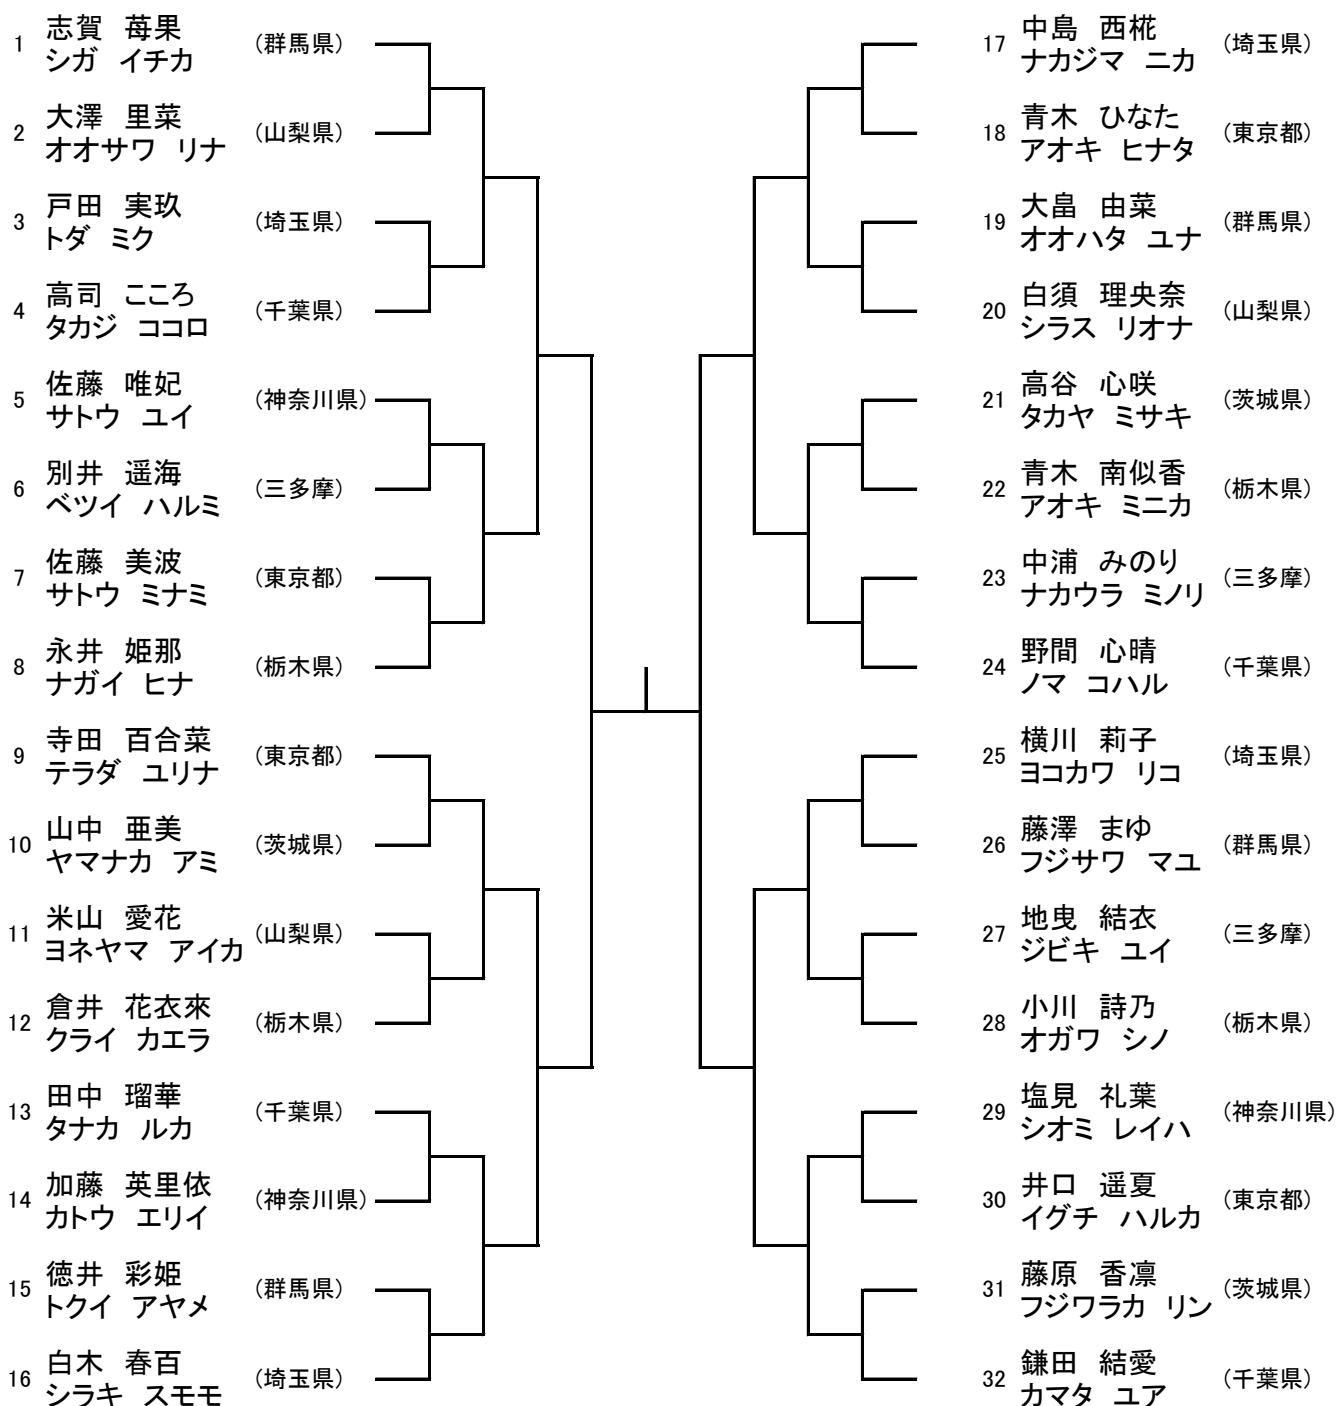 1 志賀 苺果 (群馬県)
シガ イチカ
2 大澤 里菜 (山梨県)
オオサワ リナ
3 戸田 実玖 (埼玉県)
トダ ミク
4 高司 こころ (千葉県)
タカジ ココロ
5 佐藤 唯妃 (神奈川県)
サトウ ユイ
6 別井 遥海 (三多摩)
ベツイ ハルミ
7 佐藤 美波 (東京都)
サトウ ミナミ
8 永井 姫那 (栃木県)
ナガイ ヒナ
9 寺田 百合菜 (東京都)
テラダ ユリナ
10 山中 亜美 (茨城県)
ヤマナカ アミ
11 米山 愛花 (山梨県)
ヨネヤマ アイカ
12 倉井 花衣來 (栃木県)
クライ カエラ
13 田中 瑠華 (千葉県)
タナカ ルカ
14 加藤 英里依 (神奈川県)
カトウ エリイ
15 徳井 彩姫 (群馬県)
トクイ アヤメ
16 白木 春百 (埼玉県)
シラキ スモモ
17 中島 西椛 (埼玉県)
ナカジマ ニカ
18 青木 ひなた (東京都)
アオキ ヒナタ
19 大畠 由菜 (群馬県)
オオハタ ユナ
20 白須 理央奈 (山梨県)
シラス リオナ
21 高谷 心咲 (茨城県)
タカヤ ミサキ
22 青木 南似香 (栃木県)
アオキ ミニカ
23 中浦 みのり (三多摩)
ナカウラ ミノリ
24 野間 心晴 (千葉県)
ノマ コハル
25 横川 莉子 (埼玉県)
ヨコカワ リコ
26 藤澤 まゆ (群馬県)
フジサワ マユ
27 地曳 結衣 (三多摩)
ジビキ ユイ
28 小川 詩乃 (栃木県)
オガワ シノ
29 塩見 礼葉 (神奈川県)
シオミ レイハ
30 井口 遥夏 (東京都)
イグチ ハルカ
31 藤原 香凛 (茨城県)
フジワラカ リン
32 鎌田 結愛 (千葉県)
カマタ ユア